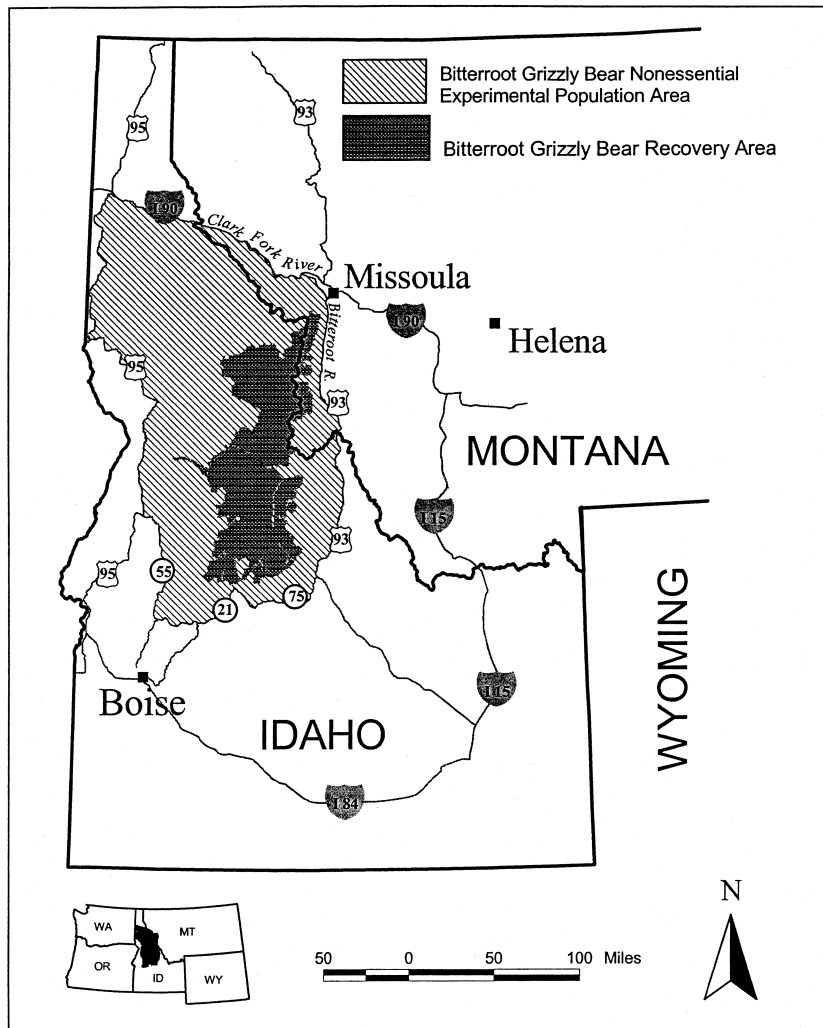 Bitterroot Grizzly Bear Nonessential
Experimental Population Area
Bitterroot Grizzly Bear Recovery Area
95
93
I 90
Clark Fork River
Missoula
I 90
Helena
Bitterroot R.
95
93
MONTANA
I 15
93
95
55
21
75
WYOMING
I 15
Boise
IDAHO
I 84
N
WA
MT
OR
ID
WY
50 0 50 100 Miles